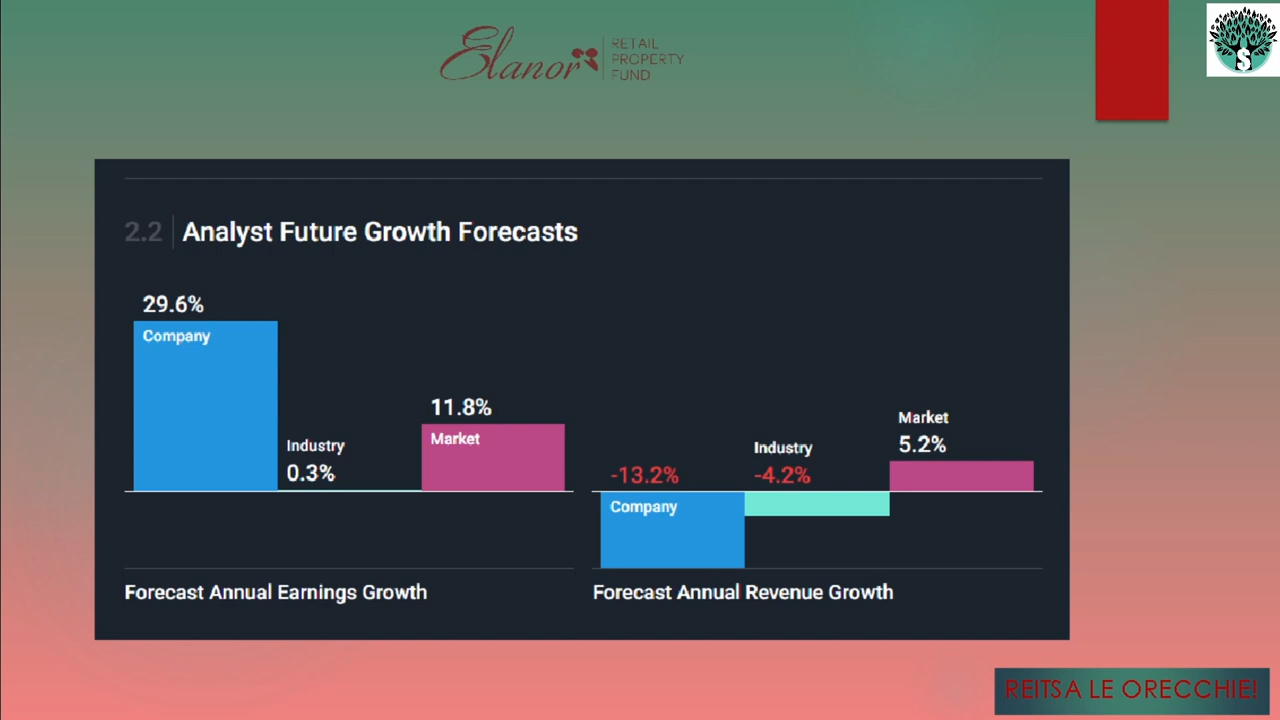 Elanor
RETAIL
PROPERTY
FUND
$
2.2 Analyst Future Growth Forecasts
29.6%
Company
Industry
0.3%
11.8%
Market
Forecast Annual Earnings Growth
-13.2%
Company
Industry
-4.2%
Market
5.2%
Forecast Annual Revenue Growth
REITSA LE ORECCHIE!